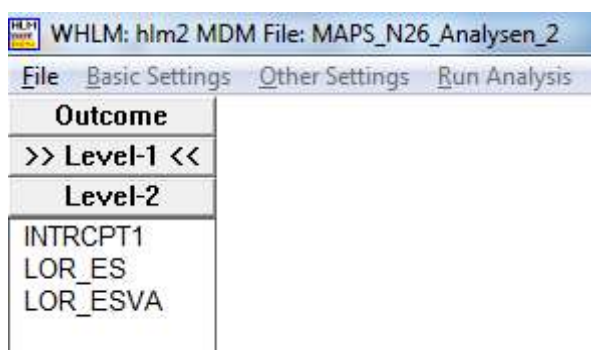 WHLM: hlm2 MDM File: MAPS_N26_Analysen_2
File Basic Settings Other Settings Run Analysis
Outcome
>> Level-1 <<
Level-2
INTRCPT1
LOR_ES
LOR_ESVA